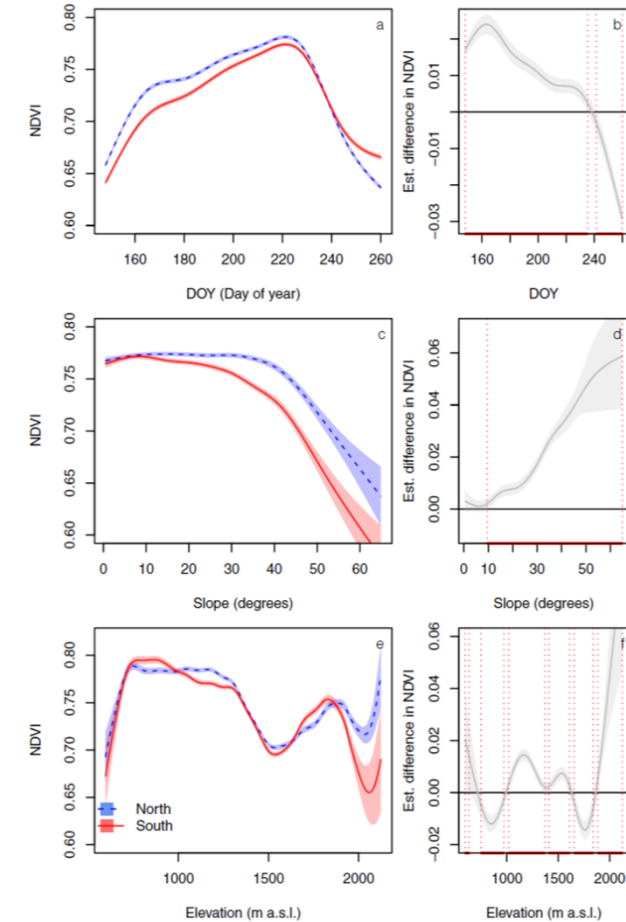 a
NDVI
0.60 0.65 0.70 0.75 0.80
160 180 200 220 240 260
DOY (Day of year)
b
Est. difference in NDVI
−0.03 −0.01 0.01
160 200 240
DOY
c
NDVI
0.60 0.65 0.70 0.75 0.80
0 10 20 30 40 50 60
Slope (degrees)
d
Est. difference in NDVI
0.00 0.02 0.04 0.06
0 10 30 50
Slope (degrees)
e
NDVI
0.60 0.65 0.70 0.75 0.80
North
South
1000 1500 2000
Elevation (m a.s.l.)
f
Est. difference in NDVI
−0.02 0.00 0.02 0.04 0.06
1000 1500 2000
Elevation (m a.s.l.)